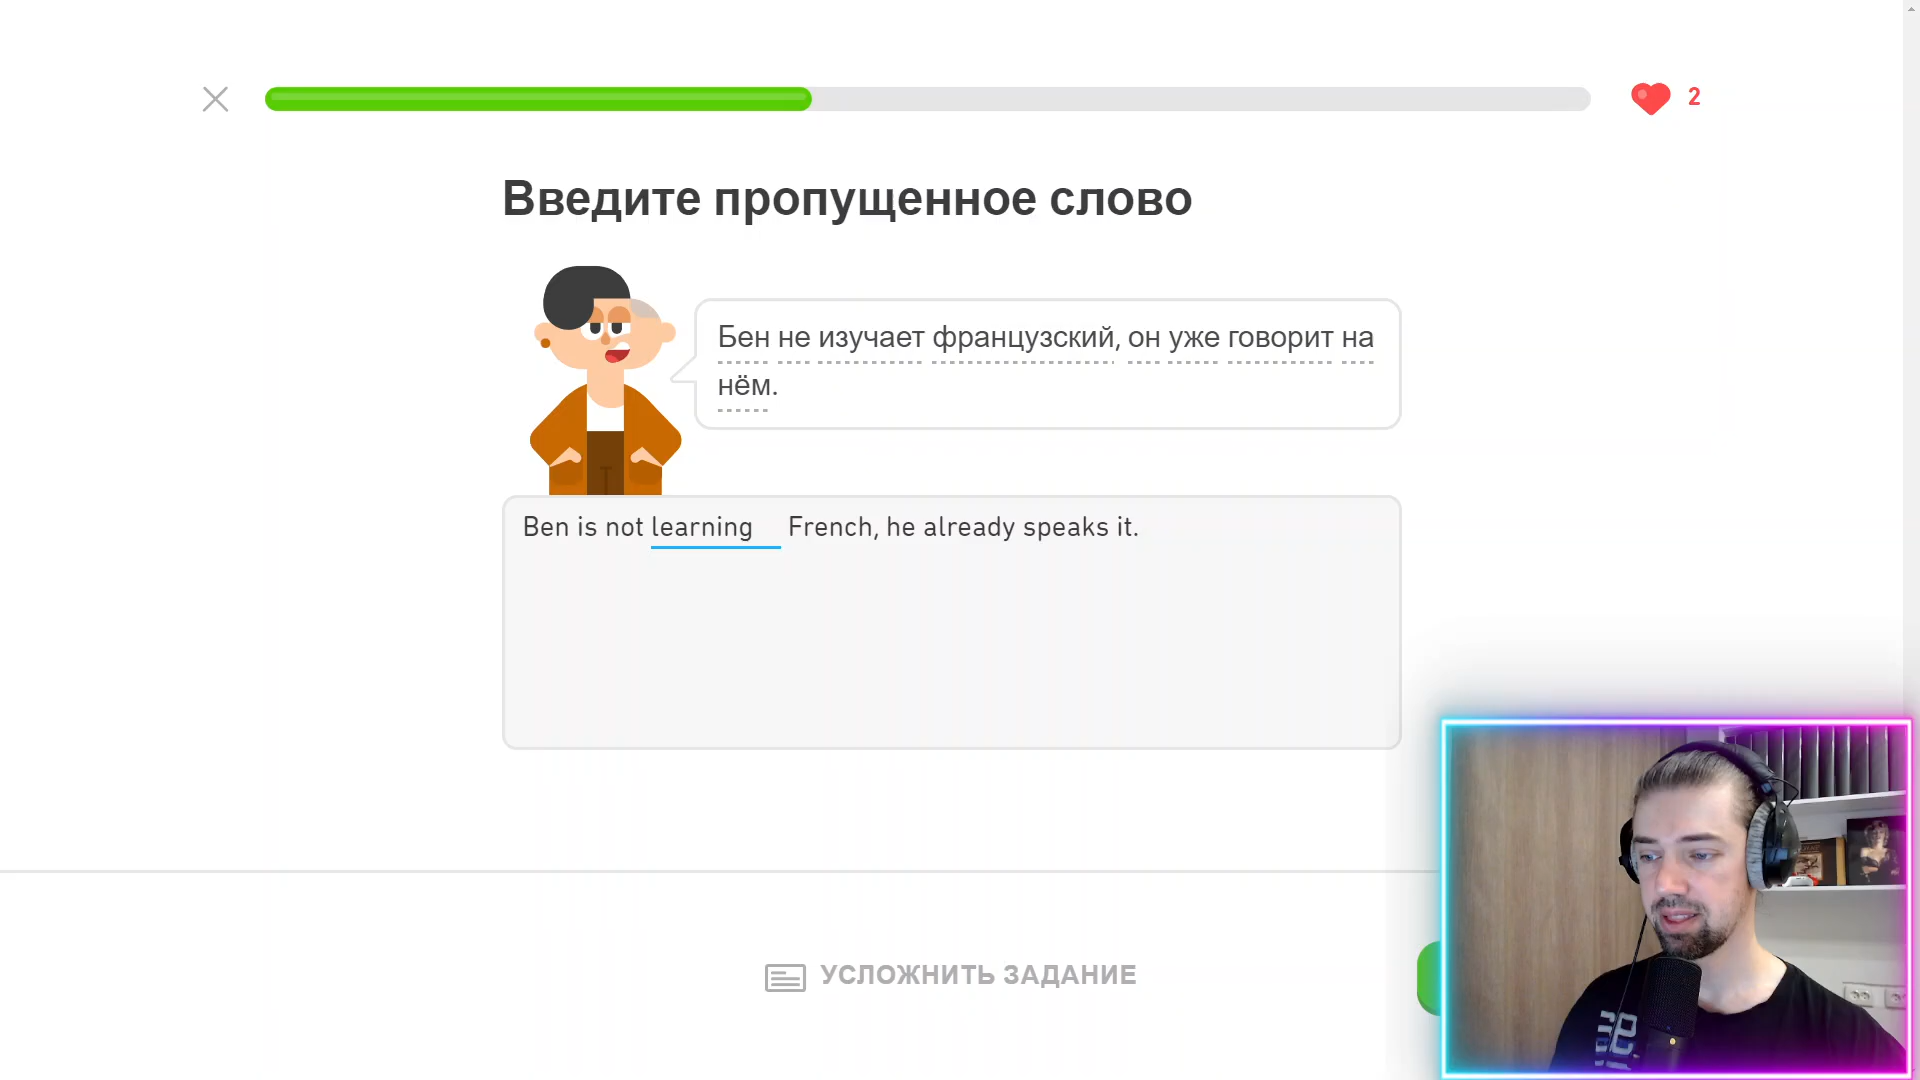 2
Введите пропущенное слово
Бен не изучает французский, он уже говорит на
нём.
Ben is not learning French, he already speaks it.
УСЛОЖНИТЬ ЗАДАНИЕ